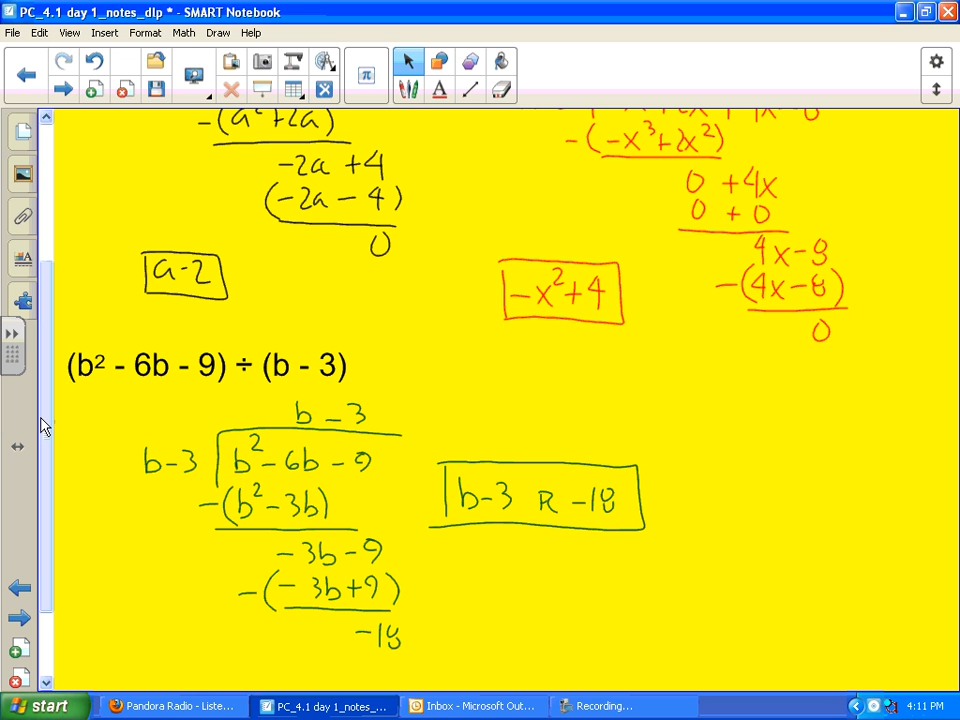 PC_4.1 day 1_notes_dlp * - SMART Notebook
File Edit View Insert Format Math Draw Help
π
A
-(a² + 2a)
-2a + 4
(-2a - 4)
0
a - 2
-(-x³ + 2x²)
0 + 4x
0 + 0
4x - 8
-(4x - 8)
0
-x² + 4
(b² - 6b - 9) ÷ (b - 3)
b - 3
b - 3 b² - 6b - 9
-(b² - 3b)
-3b - 9
-(-3b + 9)
-18
b - 3 R -18
start Pandora Radio - Liste... PC_4.1 day 1_notes_... Inbox - Microsoft Out... Recording... 4:11 PM